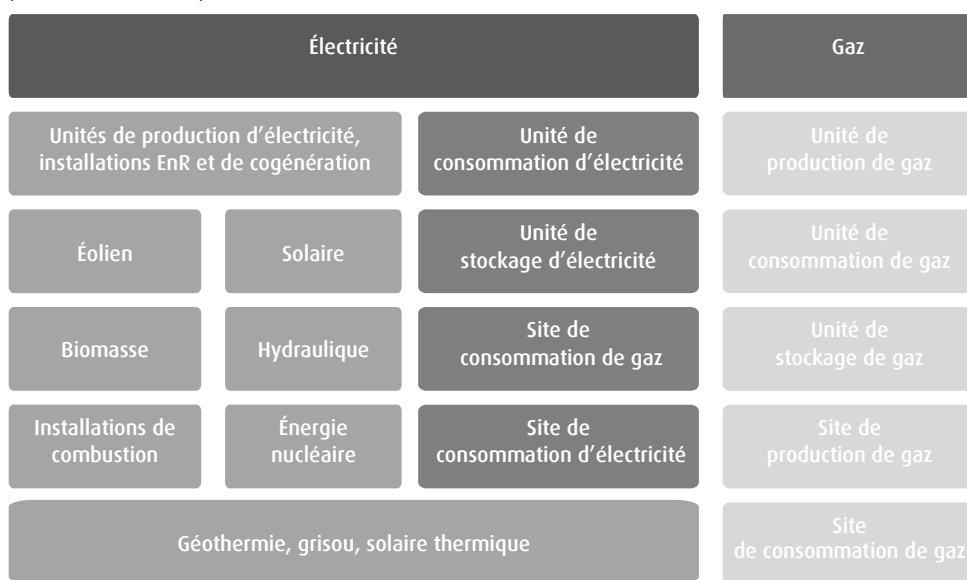 Électricité
Gaz
Unités de production d’électricité,
installations EnR et de cogénération
Unité de
consommation d’électricité
Unité de
production de gaz
Éolien
Solaire
Unité de
stockage d’électricité
Unité de
consommation de gaz
Biomasse
Hydraulique
Site de
consommation de gaz
Unité de
stockage de gaz
Installations de
combustion
Énergie
nucléaire
Site de
consommation d’électricité
Site de
production de gaz
Géothermie, grisou, solaire thermique
Site
de consommation de gaz